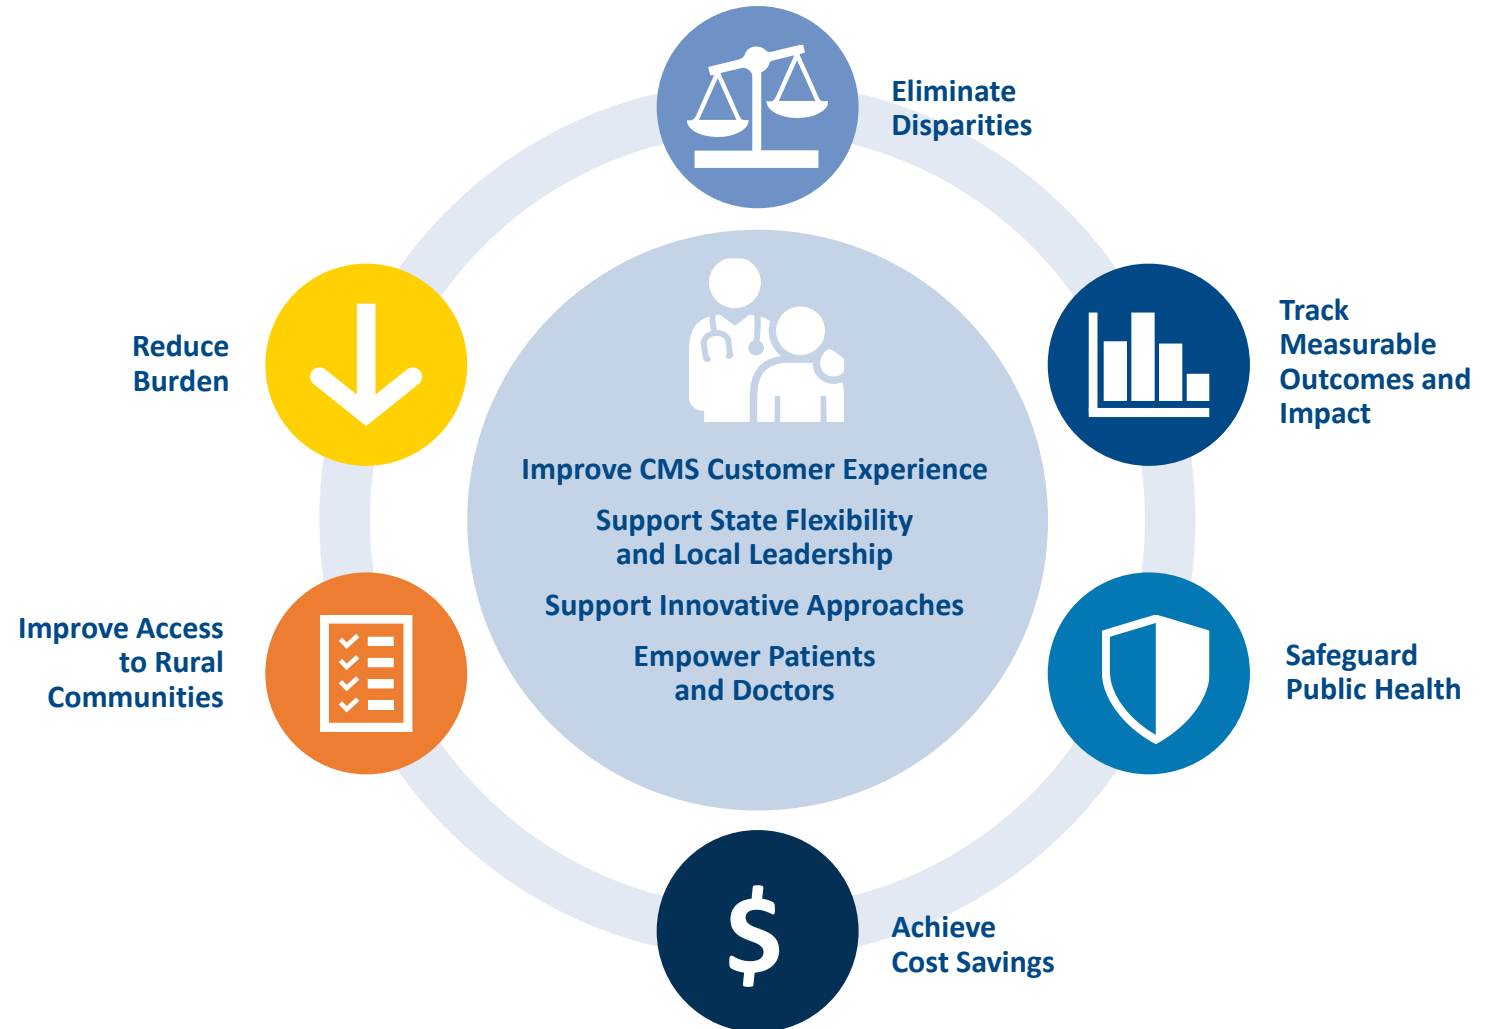 Eliminate
Disparities
Track
Measurable
Outcomes and
Impact
Safeguard
Public Health
Achieve
Cost Savings
Improve Access
to Rural
Communities
Reduce
Burden
Improve CMS Customer Experience
Support State Flexibility
and Local Leadership
Support Innovative Approaches
Empower Patients
and Doctors
$